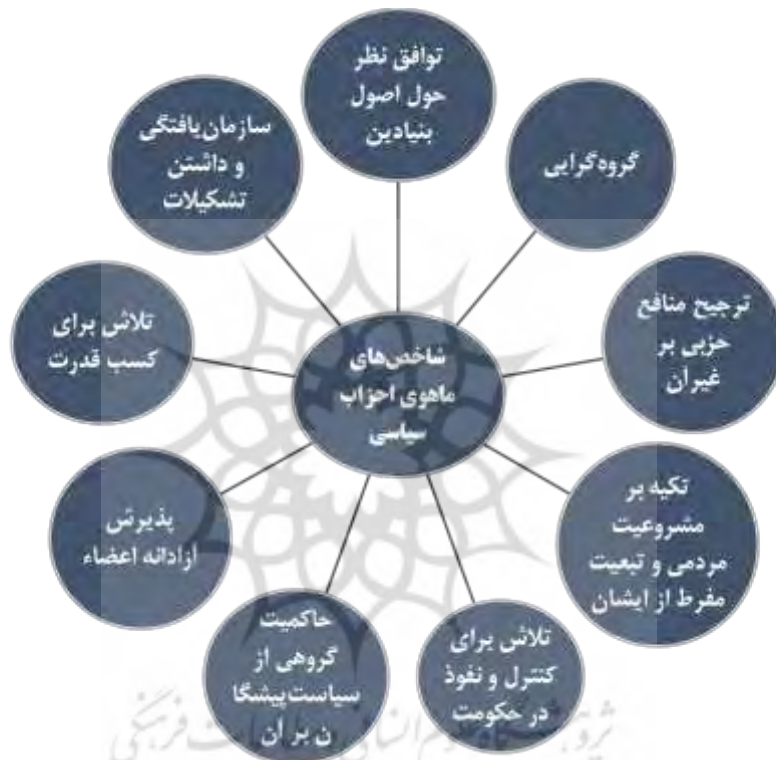 توافق نظر
حول اصول
بنیادین
گروه‌گرایی
ترجیح منافع
حزبی بر
غیران
تکیه بر
مشروعیت
مردمی و تبعیت
مفرط از ایشان
تلاش برای
کنترل و نفوذ
در حکومت
حاکمیت
گروهی از
سیاست‌پیشگا
ن بر آن
پذیرش
ازادانه اعضاء
تلاش برای
کسب قدرت
سازمان‌یافتگی
و داشتن
تشکیلات
شاخص‌های
ماهوی احزاب
سیاسی